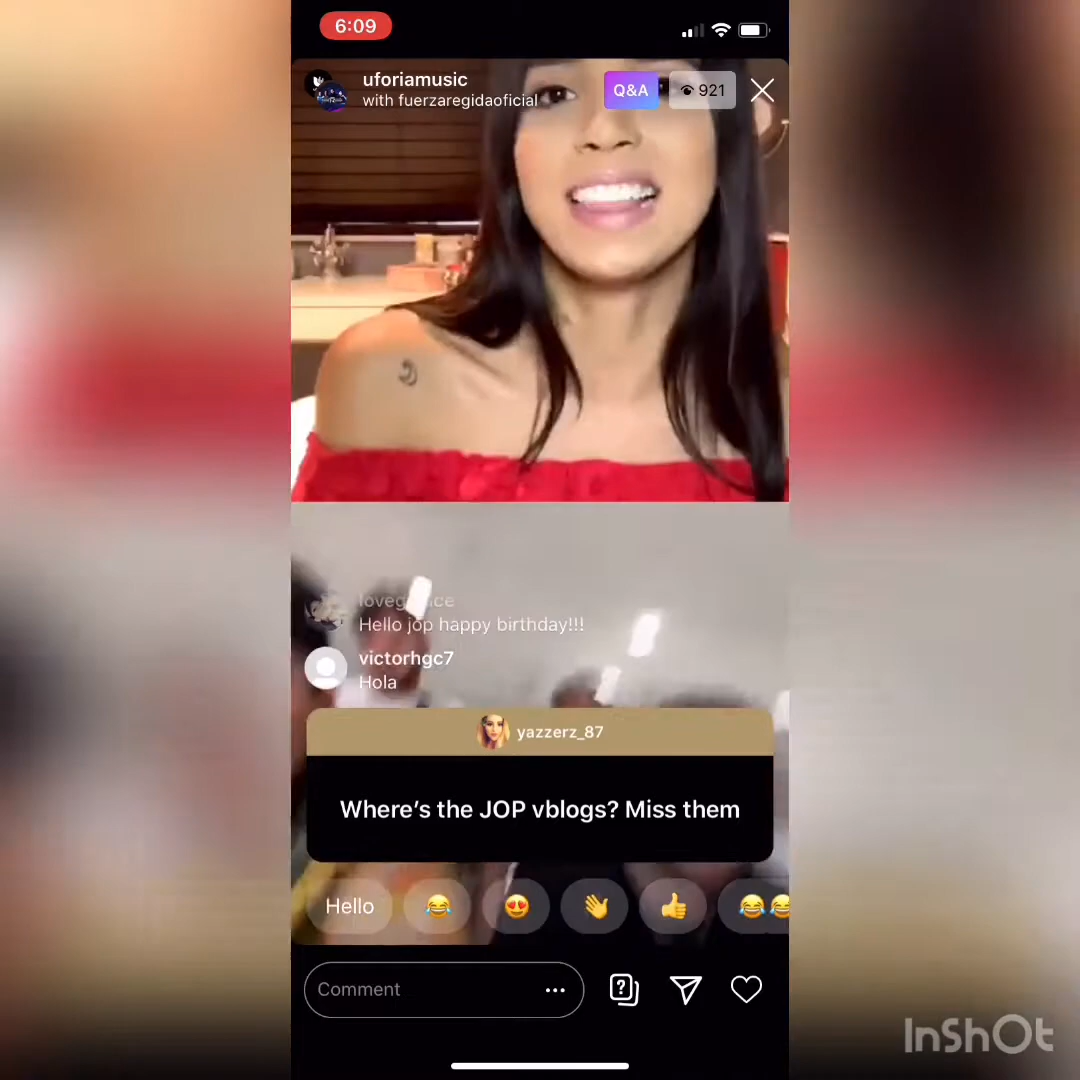 6:09
uforiamusic
with fuerzaregidaoficial
Q&A
921
Hello jop happy birthday!!!
victorhgc7
Hola
yazzerz_87
Where's the JOP vblogs? Miss them
Hello
Comment
InShOt